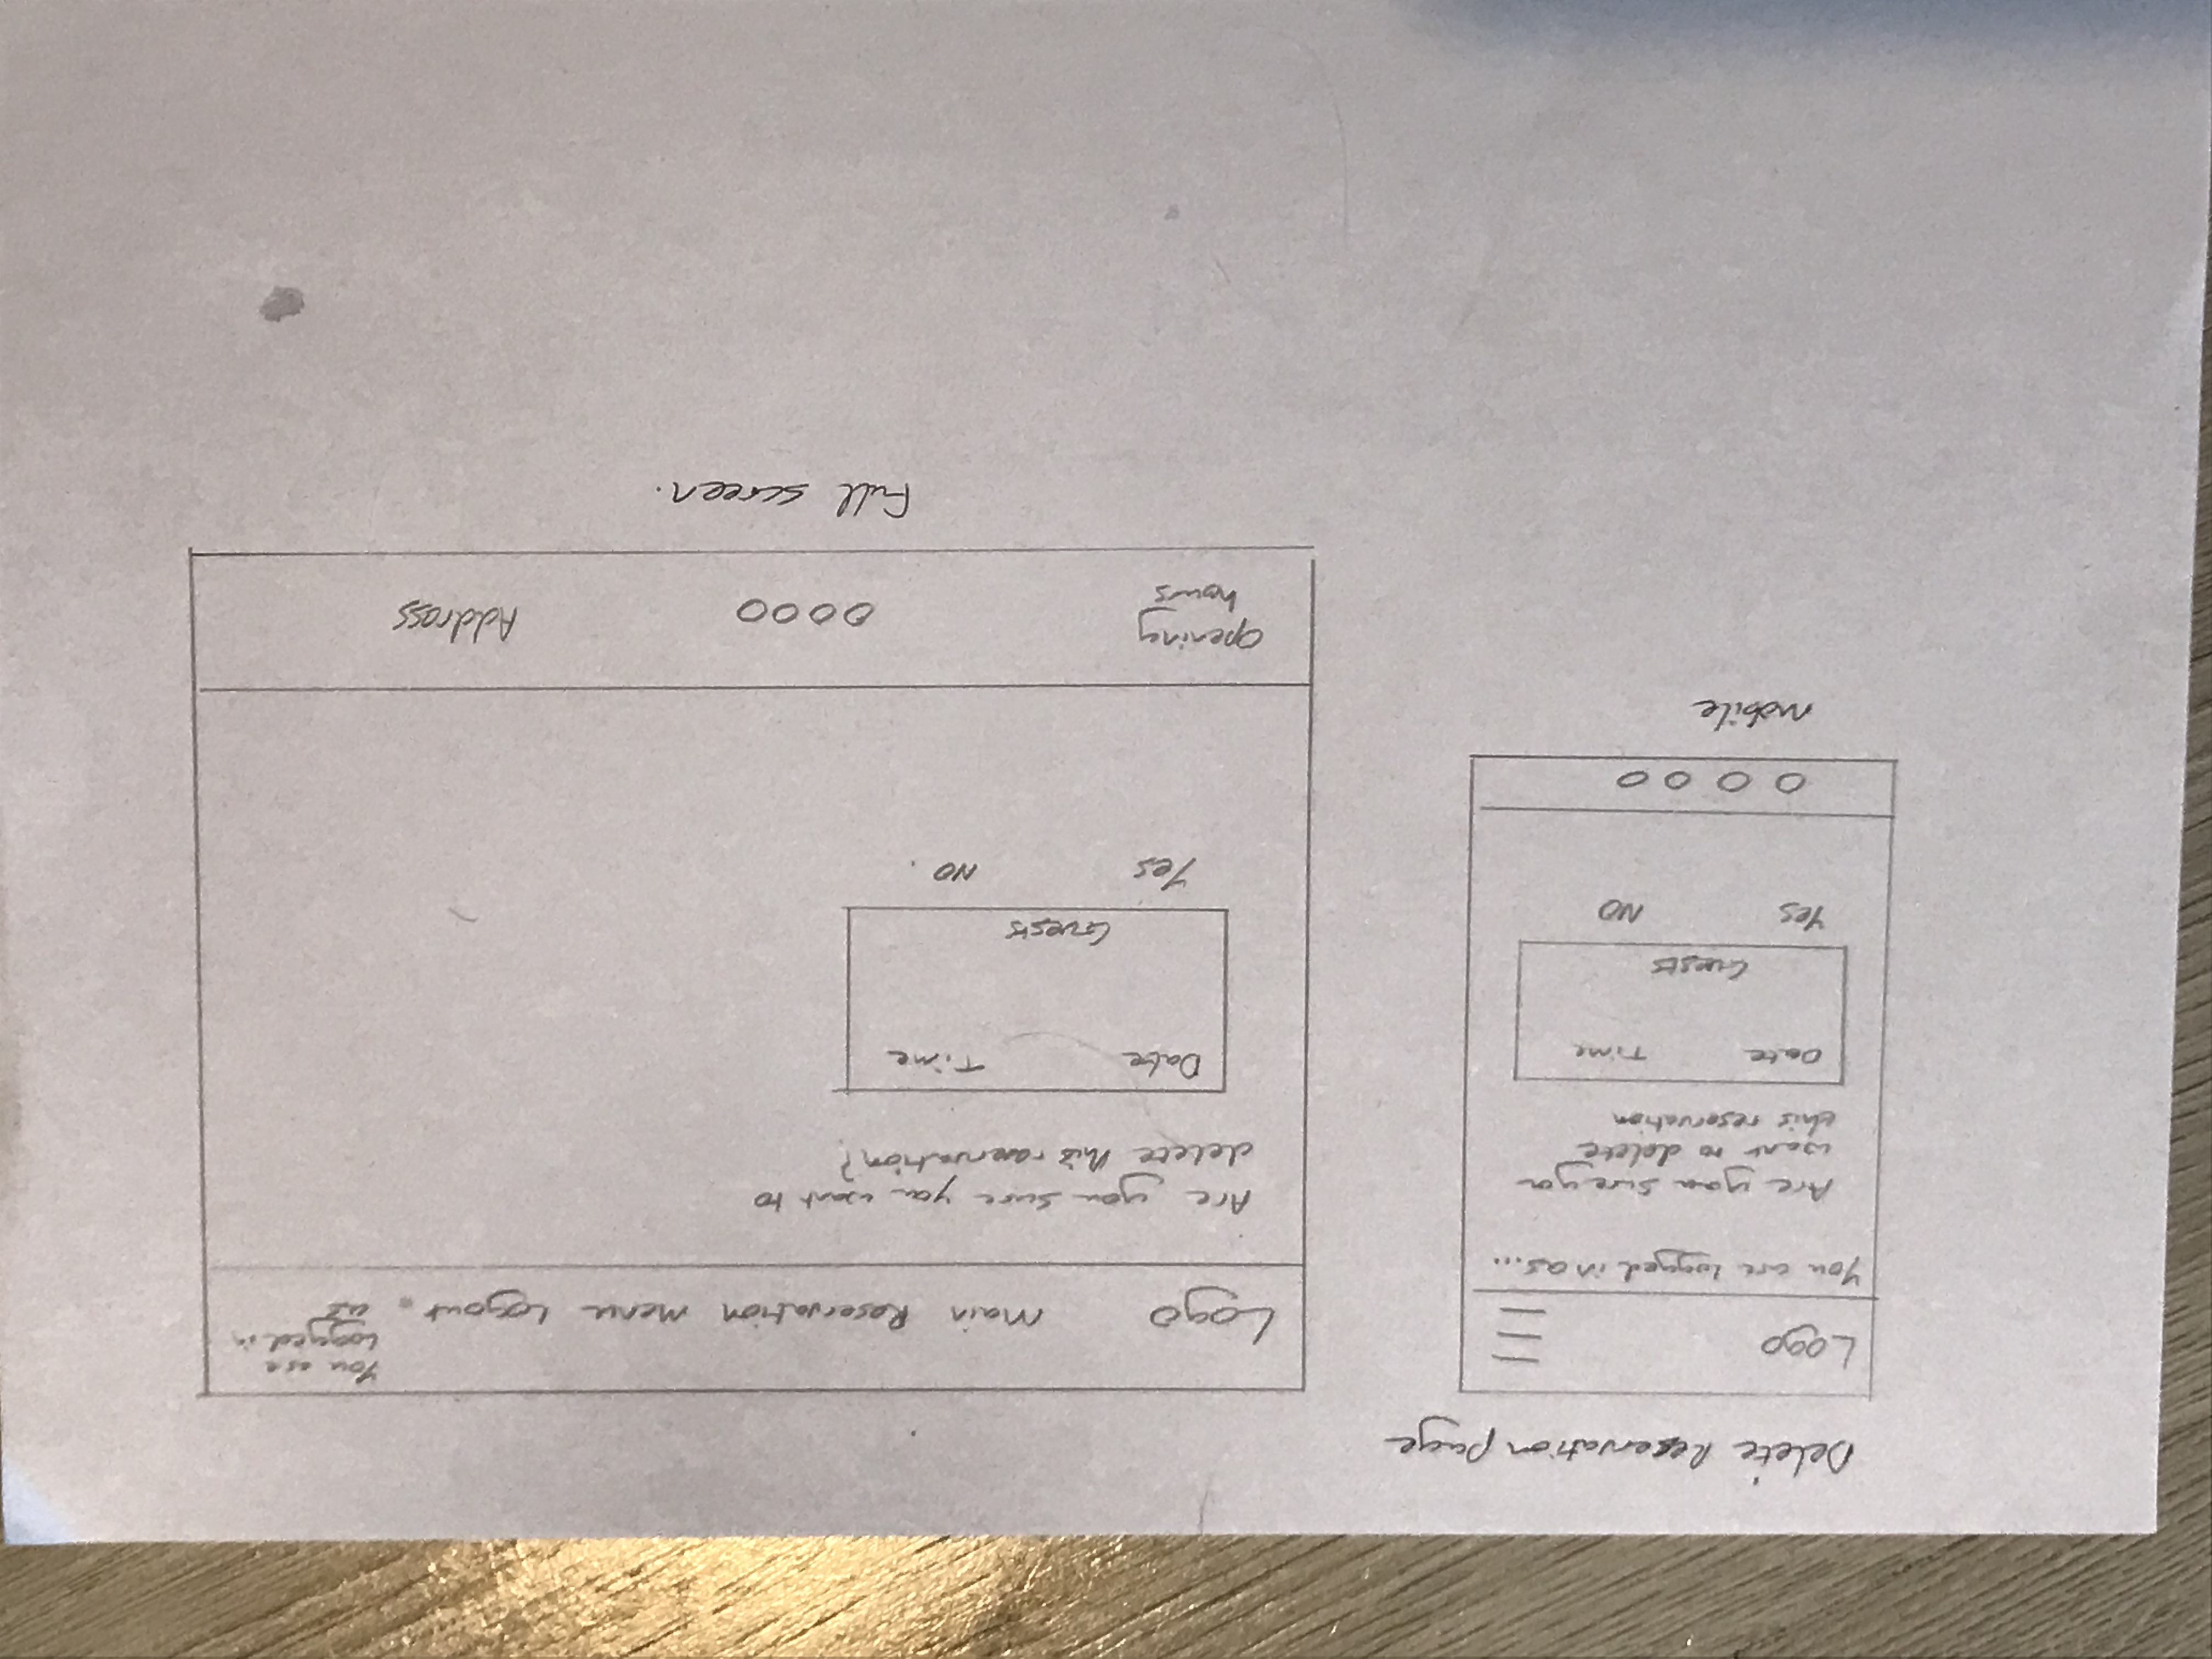 Delete Reservation page
Logo
You are logged in as...
Are you sure you
want to delete
this reservation
Date Time
Guests
Yes NO
0 0 0 0
mobile
Logo Main Reservation Menu Logout.
You are
Logged in
as
Are you sure you want to
delete this reservation?
Date Time
Guests
Yes NO.
opening
hours
0000
Address
Full screen.